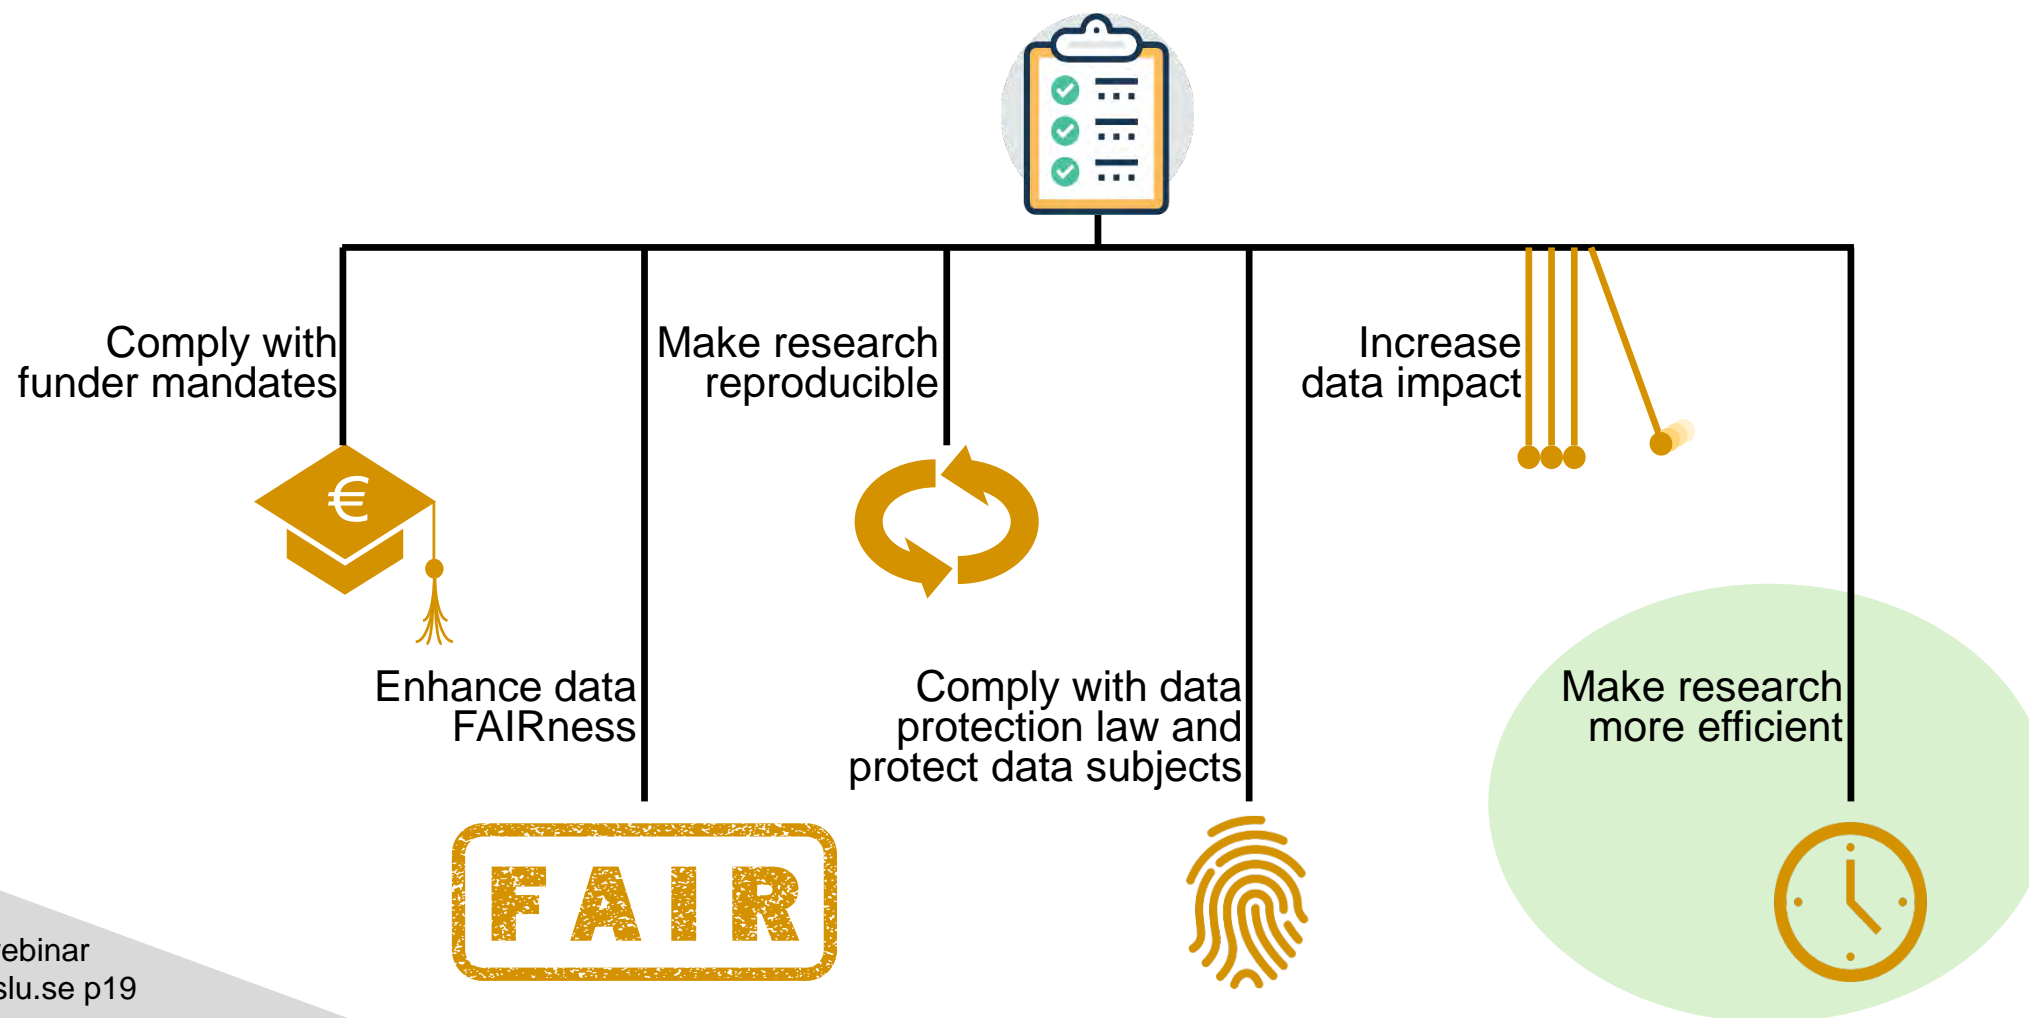 Comply with
funder mandates
€
Make research
reproducible
Increase
data impact
Enhance data
FAIRness
FAIR
Comply with data
protection law and
protect data subjects
Make research
more efficient
ebinar
slu.se p19